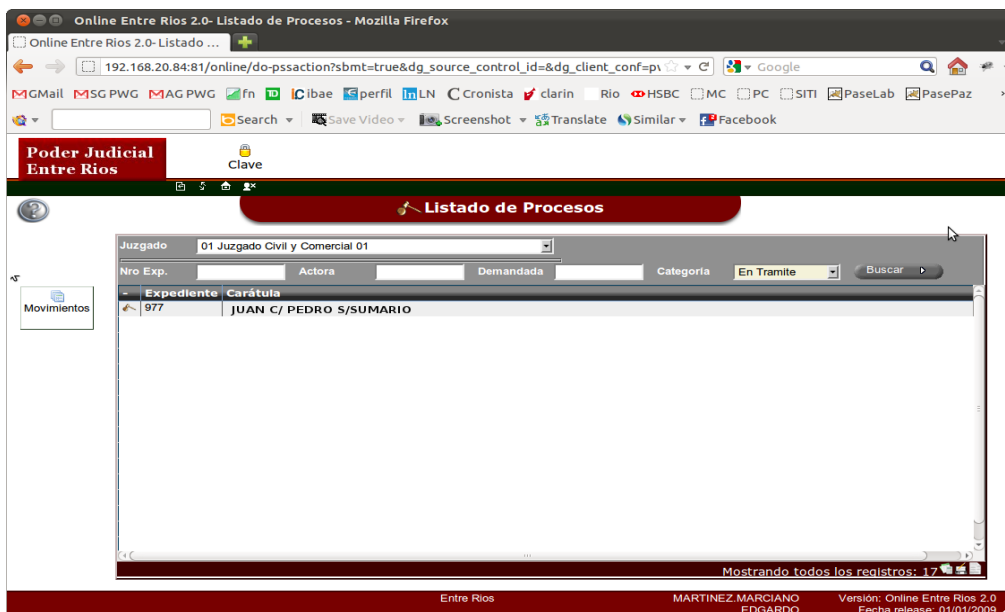 Online Entre Rios 2.0- Listado de Procesos - Mozilla Firefox
Online Entre Rios 2.0- Listado ...
192.168.20.84:81/online/do-pssaction?sbmt=true&dg_source_control_id=&dg_client_conf=p
Google
GMail SG PWG AG PWG fn ibae perfil LN Cronista clarin Rio HSBC MC PC SITI PaseLab PasePaz
Search Save Video Screenshot Translate Similar Facebook
Poder Judicial
Entre Rios
Clave
Listado de Procesos
Juzgado 01 Juzgado Civil y Comercial 01
Nro Exp. Actora Demandada Categoria En Tramite Buscar
- Expediente Carátula
977 JUAN C/ PEDRO S/SUMARIO
Movimientos
Mostrando todos los registros: 17
Entre Rios MARTINEZ.MARCIANO Versión: Online Entre Rios 2.0
EDGARDO Fecha release: 01/01/2009